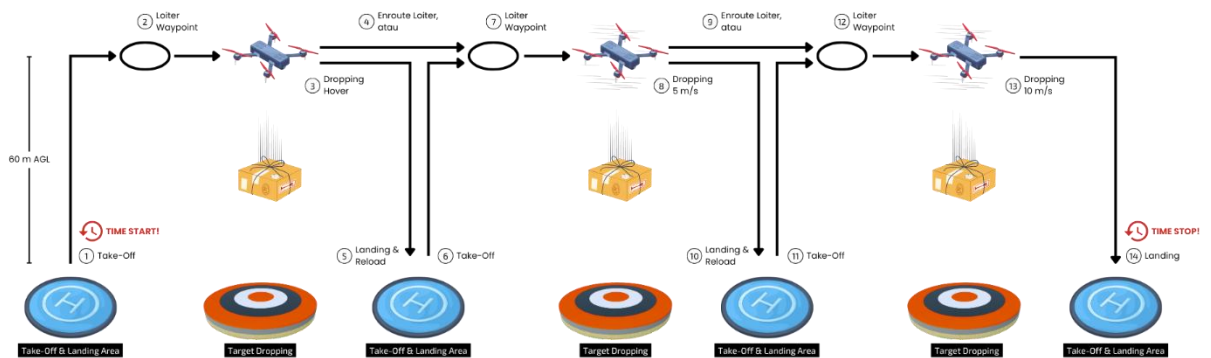 2 Loiter
Waypoint
4 Enroute Loiter,
atau
7 Loiter
Waypoint
9 Enroute Loiter,
atau
12 Loiter
Waypoint
3 Dropping
Hover
8 Dropping
5 m/s
13 Dropping
10 m/s
60 m AGL
TIME START!
TIME STOP!
1 Take-Off
5 Landing &
Reload
6 Take-Off
10 Landing &
Reload
11 Take-Off
14 Landing
H
H
H
H
Take-Off & Landing Area
Target Dropping
Take-Off & Landing Area
Target Dropping
Take-Off & Landing Area
Target Dropping
Take-Off & Landing Area